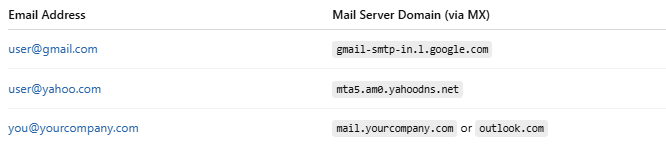 Email Address Mail Server Domain (via MX)
user@gmail.com gmail-smtp-in.l.google.com
user@yahoo.com mta5.am0.yahoodns.net
you@yourcompany.com mail.yourcompany.com or outlook.com